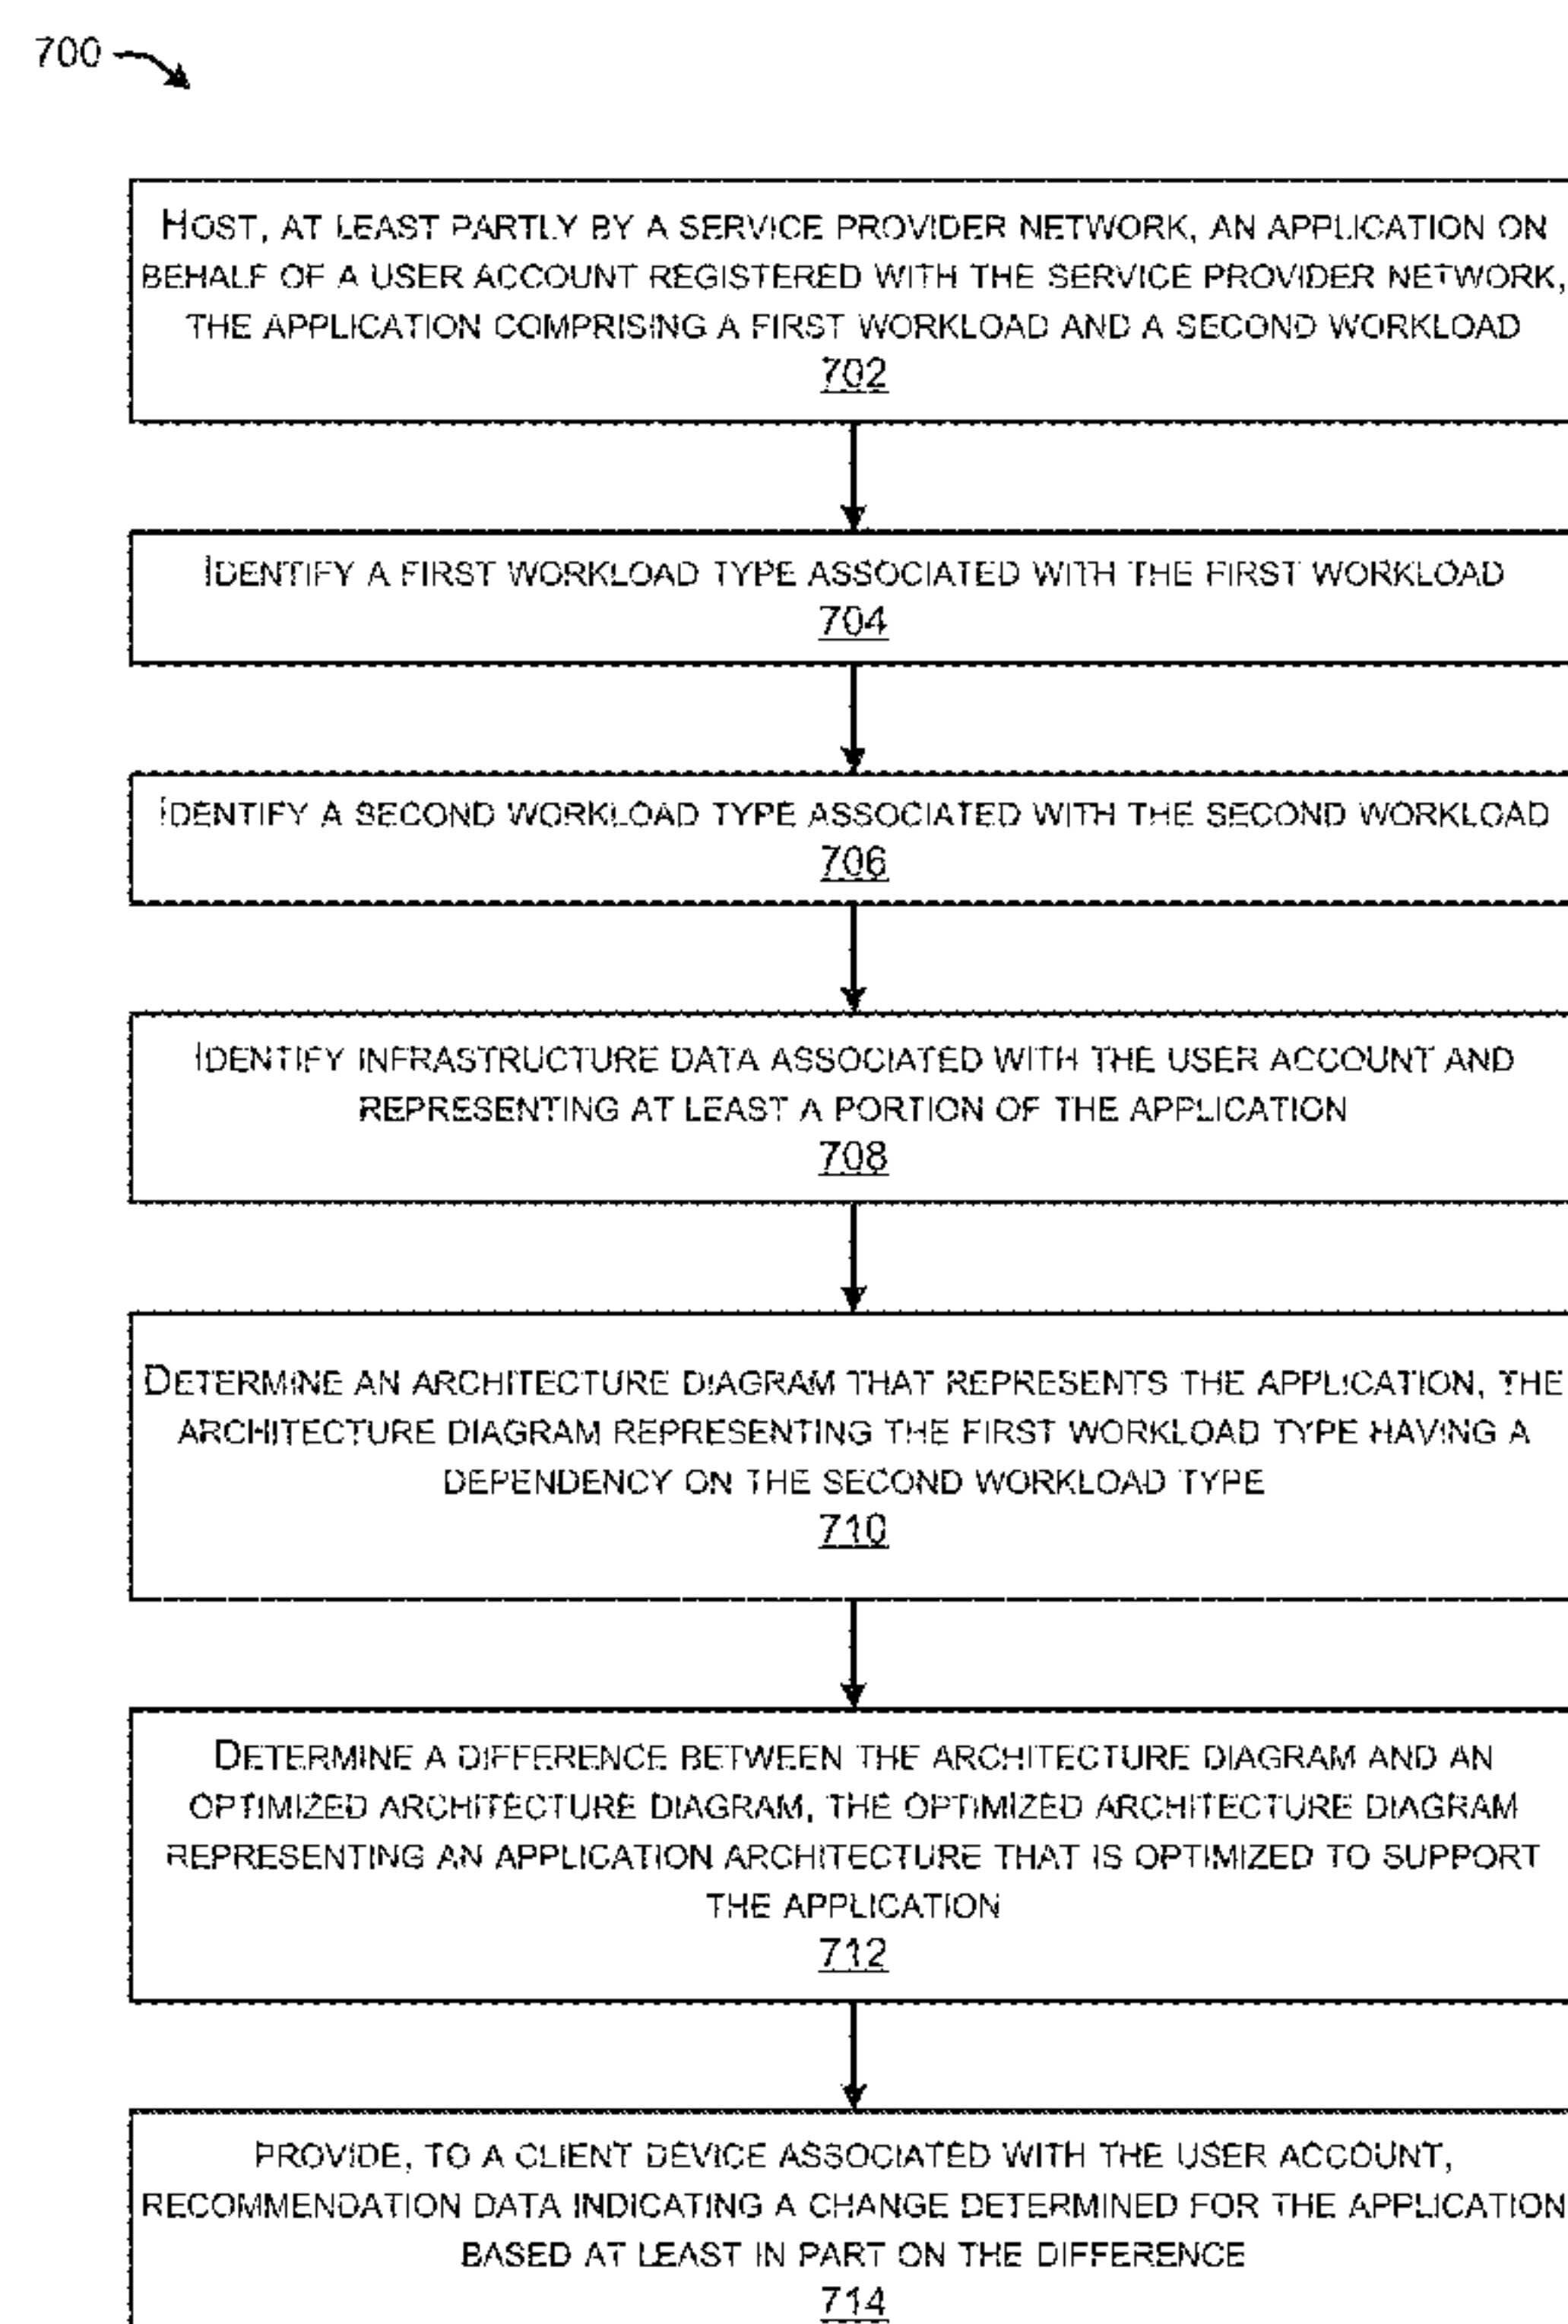 700
HOST, AT LEAST PARTLY BY A SERVICE PROVIDER NETWORK, AN APPLICATION ON
BEHALF OF A USER ACCOUNT REGISTERED WITH THE SERVICE PROVIDER NETWORK,
THE APPLICATION COMPRISING A FIRST WORKLOAD AND A SECOND WORKLOAD
702
IDENTIFY A FIRST WORKLOAD TYPE ASSOCIATED WITH THE FIRST WORKLOAD
704
IDENTIFY A SECOND WORKLOAD TYPE ASSOCIATED WITH THE SECOND WORKLOAD
706
IDENTIFY INFRASTRUCTURE DATA ASSOCIATED WITH THE USER ACCOUNT AND
REPRESENTING AT LEAST A PORTION OF THE APPLICATION
708
DETERMINE AN ARCHITECTURE DIAGRAM THAT REPRESENTS THE APPLICATION, THE
ARCHITECTURE DIAGRAM REPRESENTING THE FIRST WORKLOAD TYPE HAVING A
DEPENDENCY ON THE SECOND WORKLOAD TYPE
710
DETERMINE A DIFFERENCE BETWEEN THE ARCHITECTURE DIAGRAM AND AN
OPTIMIZED ARCHITECTURE DIAGRAM, THE OPTIMIZED ARCHITECTURE DIAGRAM
REPRESENTING AN APPLICATION ARCHITECTURE THAT IS OPTIMIZED TO SUPPORT
THE APPLICATION
712
PROVIDE, TO A CLIENT DEVICE ASSOCIATED WITH THE USER ACCOUNT,
RECOMMENDATION DATA INDICATING A CHANGE DETERMINED FOR THE APPLICATION
BASED AT LEAST IN PART ON THE DIFFERENCE
714